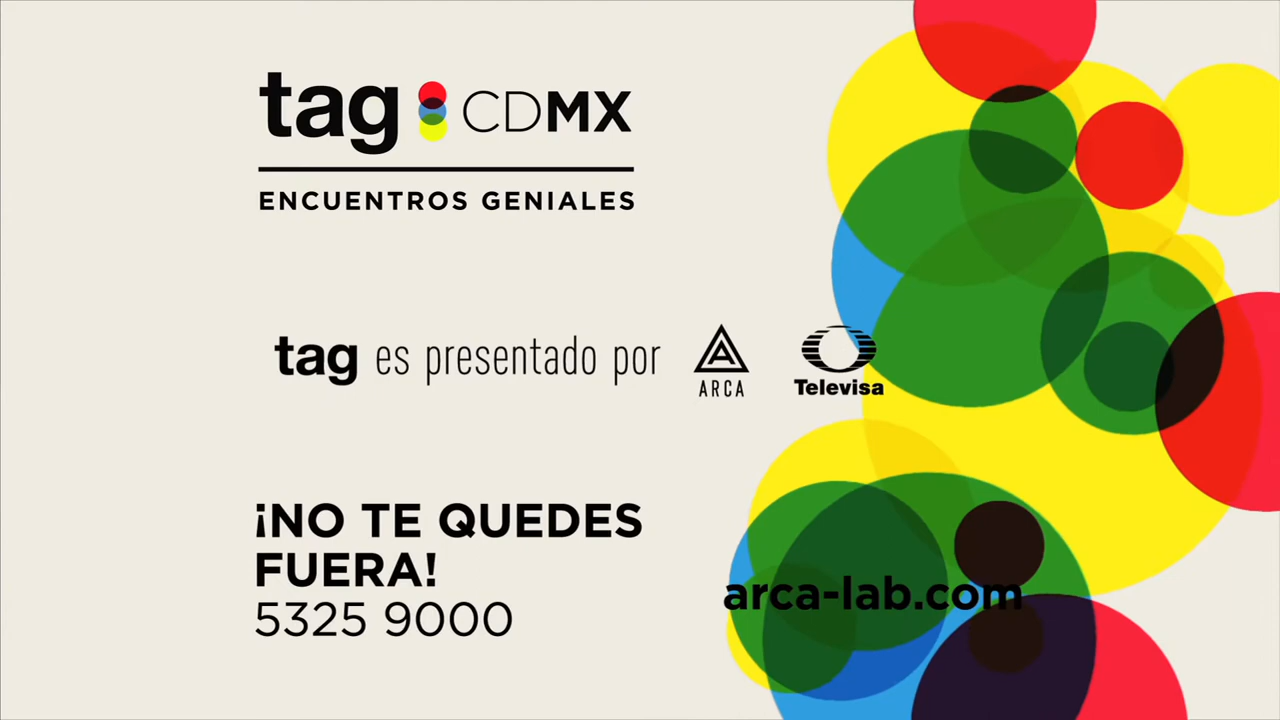 tag CDMX
ENCUENTROS GENIALES
tag es presentado por ARCA Televisa
¡NO TE QUEDES
FUERA!
5325 9000
arca-lab.com